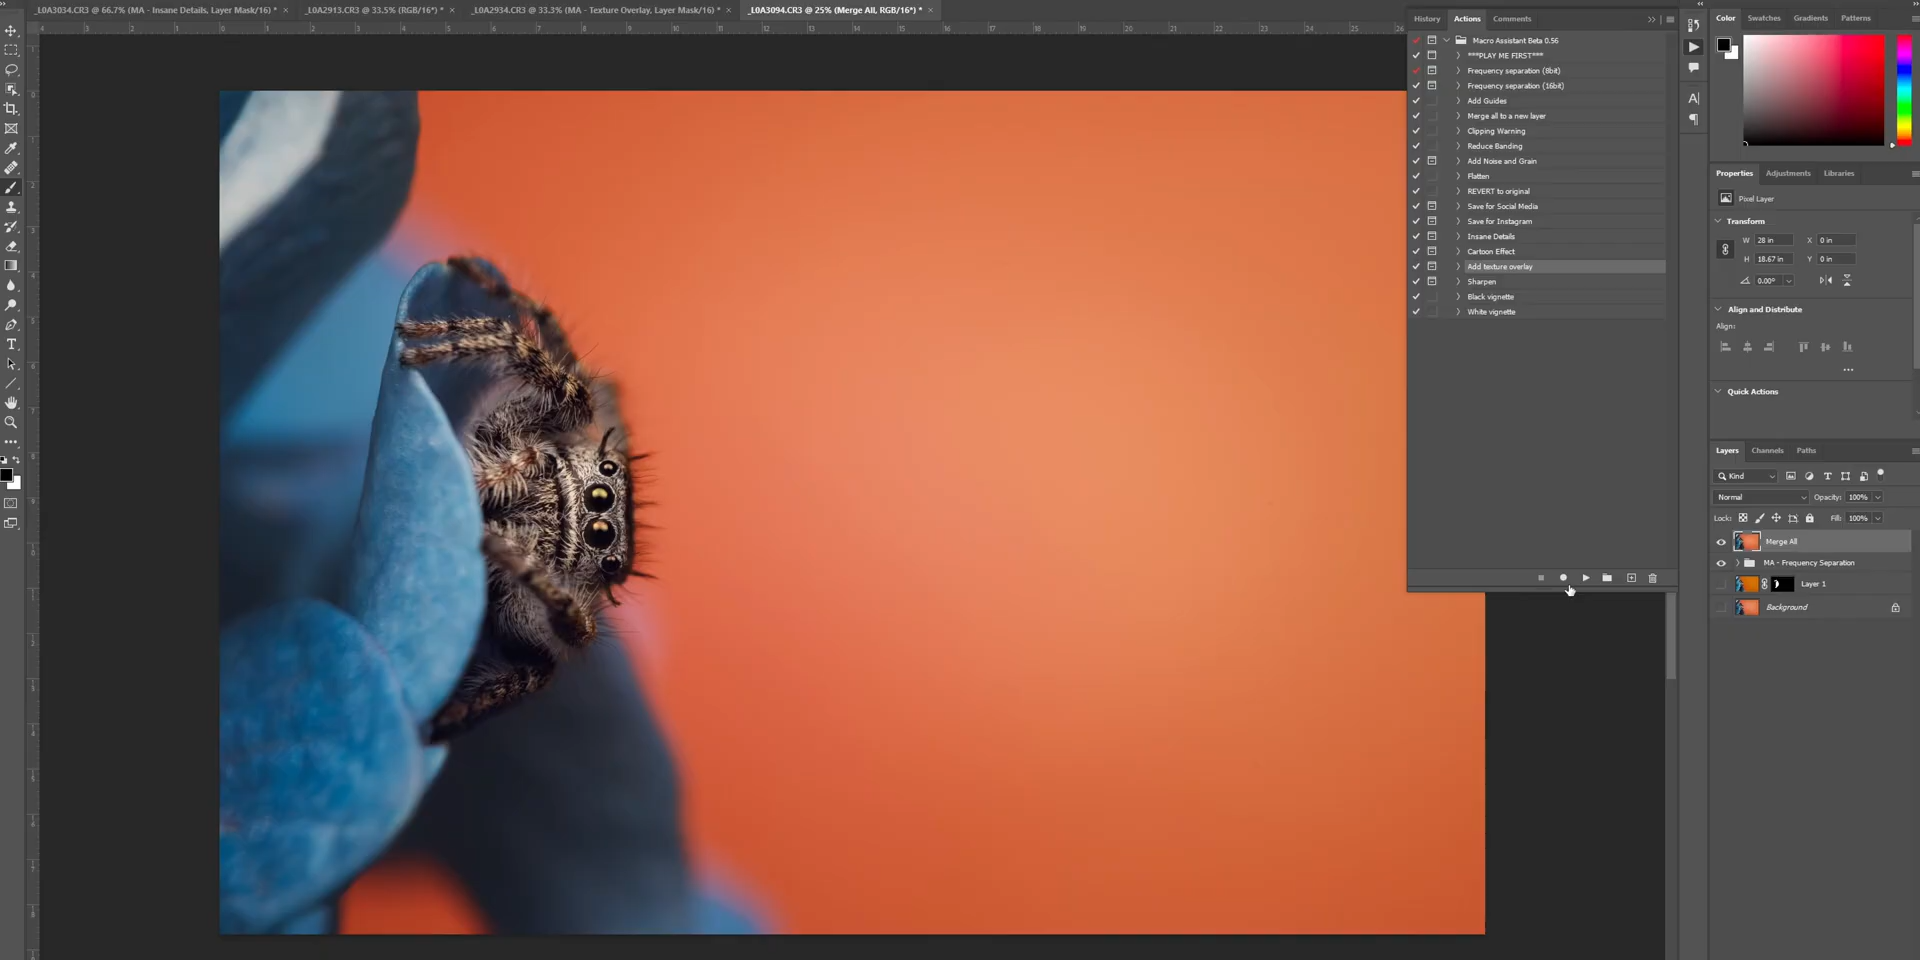 _L0A3034.CR3 @ 66.7% (MA - Insane Details, Layer Mask/16) *
_L0A2913.CR3 @ 33.5% (RGB/16*) *
_L0A2934.CR3 @ 33.3% (MA - Texture Overlay, Layer Mask/16) *
_L0A3094.CR3 @ 25% (Merge All, RGB/16*) *
History Actions Comments
Macro Assistant Beta 0.56
***PLAY ME FIRST***
Frequency separation (8bit)
Frequency separation (16bit)
Add Guides
Merge all to a new layer
Clipping Warning
Reduce Banding
Add Noise and Grain
Flatten
REVERT to original
Save for Social Media
Save for Instagram
Insane Details
Cartoon Effect
Add texture overlay
Sharpen
Black vignette
White vignette
Color Swatches Gradients Patterns
Properties Adjustments Libraries
Pixel Layer
Transform
W 28 in X 0 in
H 18.67 in Y 0 in
0.00°
Align and Distribute
Align:
Quick Actions
Layers Channels Paths
Kind
Normal Opacity: 100%
Lock: Fill: 100%
Merge All
MA - Frequency Separation
Layer 1
Background